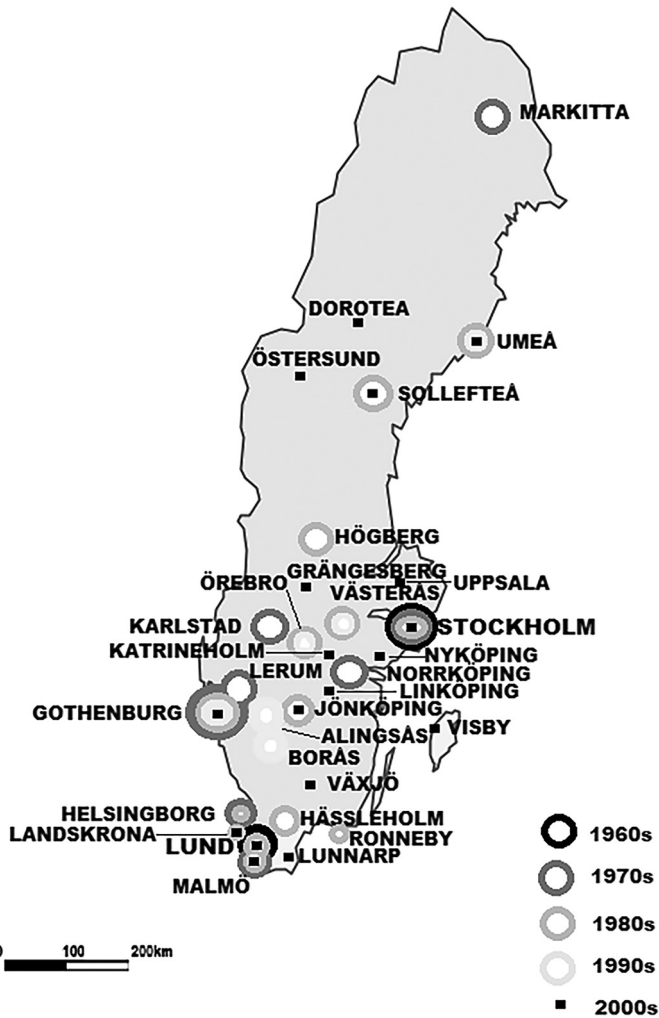 MARKITTA
DOROTEA
UMEÅ
ÖSTERSUND
SOLLEFTEÅ
HÖGBERG
GRÄNGESBERG
ÖREBRO
UPPSALA
VÄSTERÅS
KARLSTAD
STOCKHOLM
KATRINEHOLM
NYKÖPING
LERUM
NORRKÖPING
LINKÖPING
GOTHENBURG
JÖNKÖPING
VISBY
ALINGSÅS
BORÅS
VÄXJÖ
HELSINGBORG
HÄSSLEHOLM
LANDSKRONA
RONNEBY
LUND
LUNNARP
MALMÖ
1960s
1970s
1980s
1990s
2000s
0 100 200km